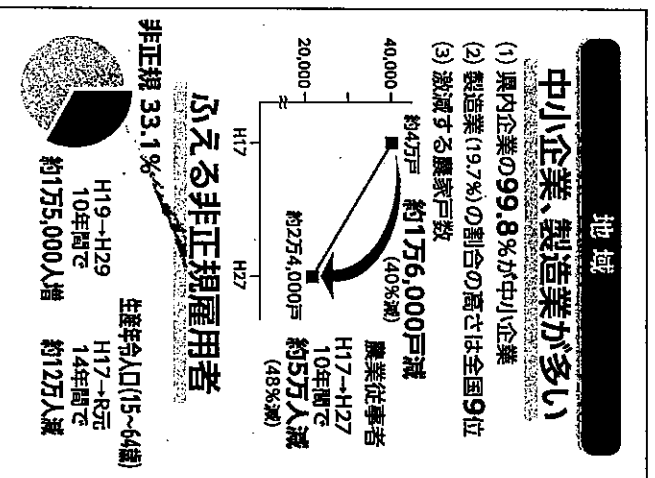 地域
中小企業、製造業が多い
(1) 県内企業の99.8%が中小企業
(2) 製造業(19.7%)の割合の高さは全国9位
(3) 激減する農家戸数
40,000
20,000
約4万戸
約1万6,000戸減
(40%減)
約2万4,000戸
H17
H27
農業従事者
H17→H27
10年間で
約5万人減
(48%減)
ふえる非正規雇用者
非正規 33.1%
H19→H29
10年間で
約1万5,000人増
生産年令人口(15~64歳)
H17→R元
14年間で
約12万人減